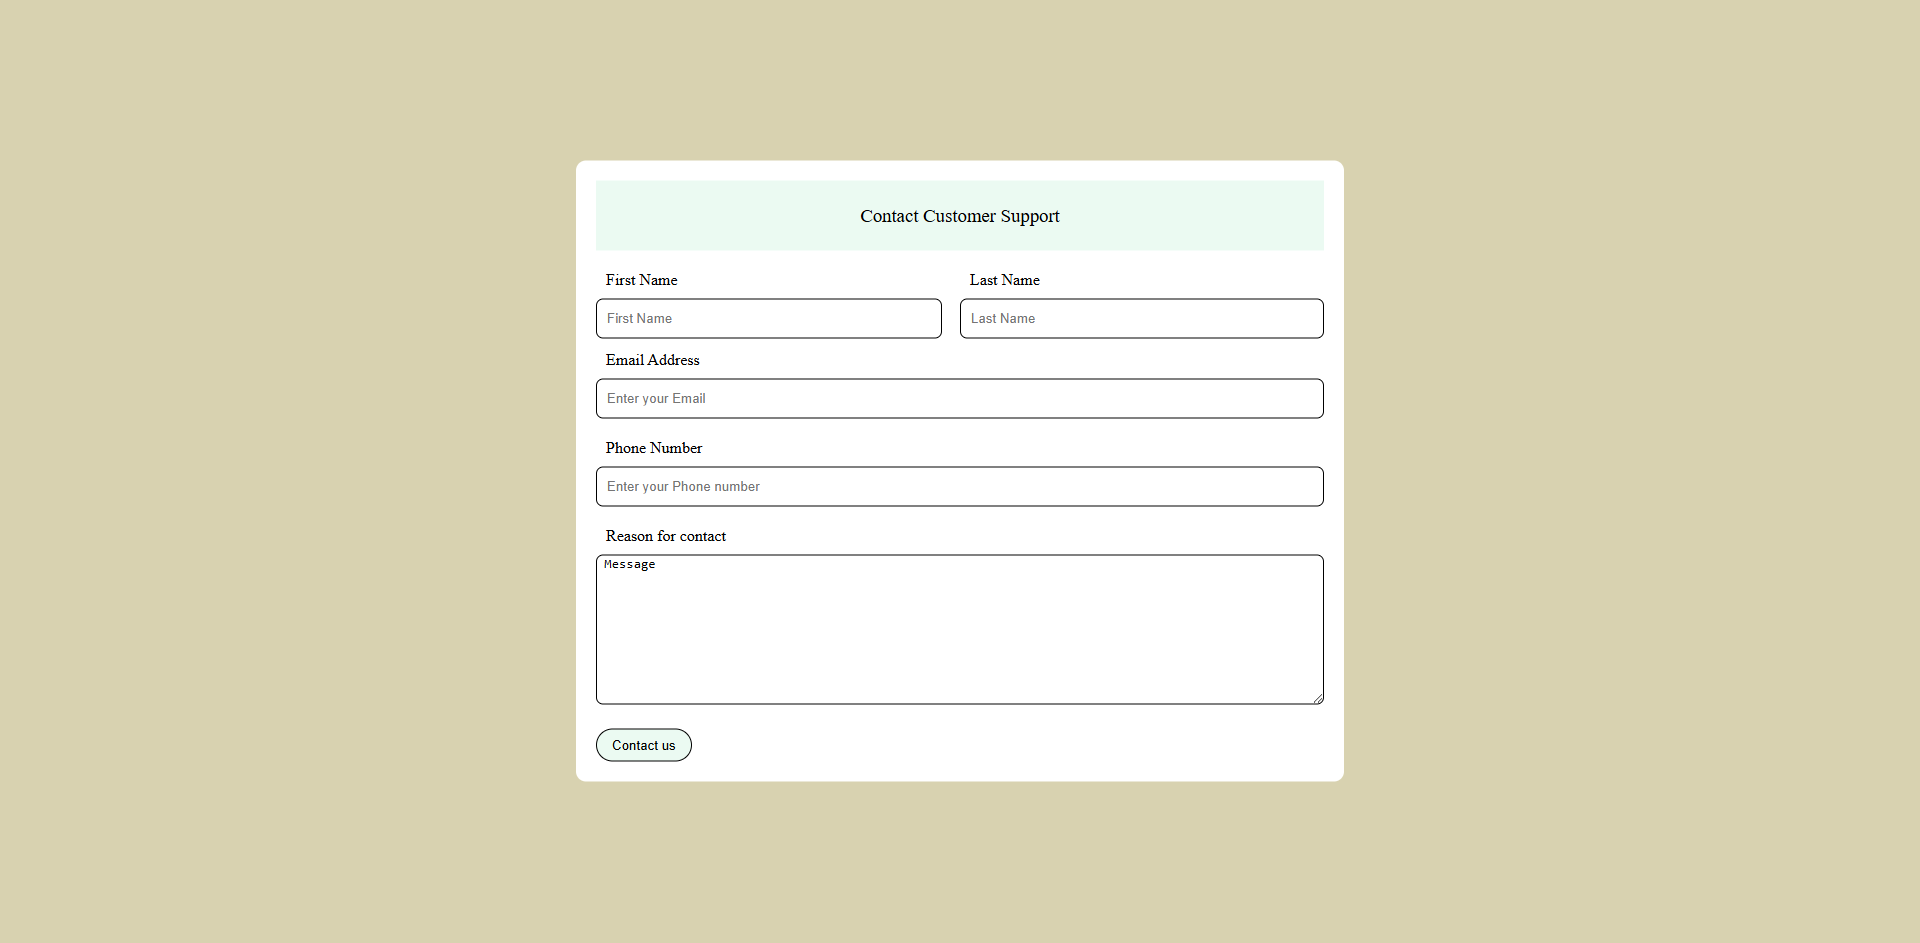 Contact Customer Support
First Name Last Name
First Name Last Name
Email Address
Enter your Email
Phone Number
Enter your Phone number
Reason for contact
Message
Contact us